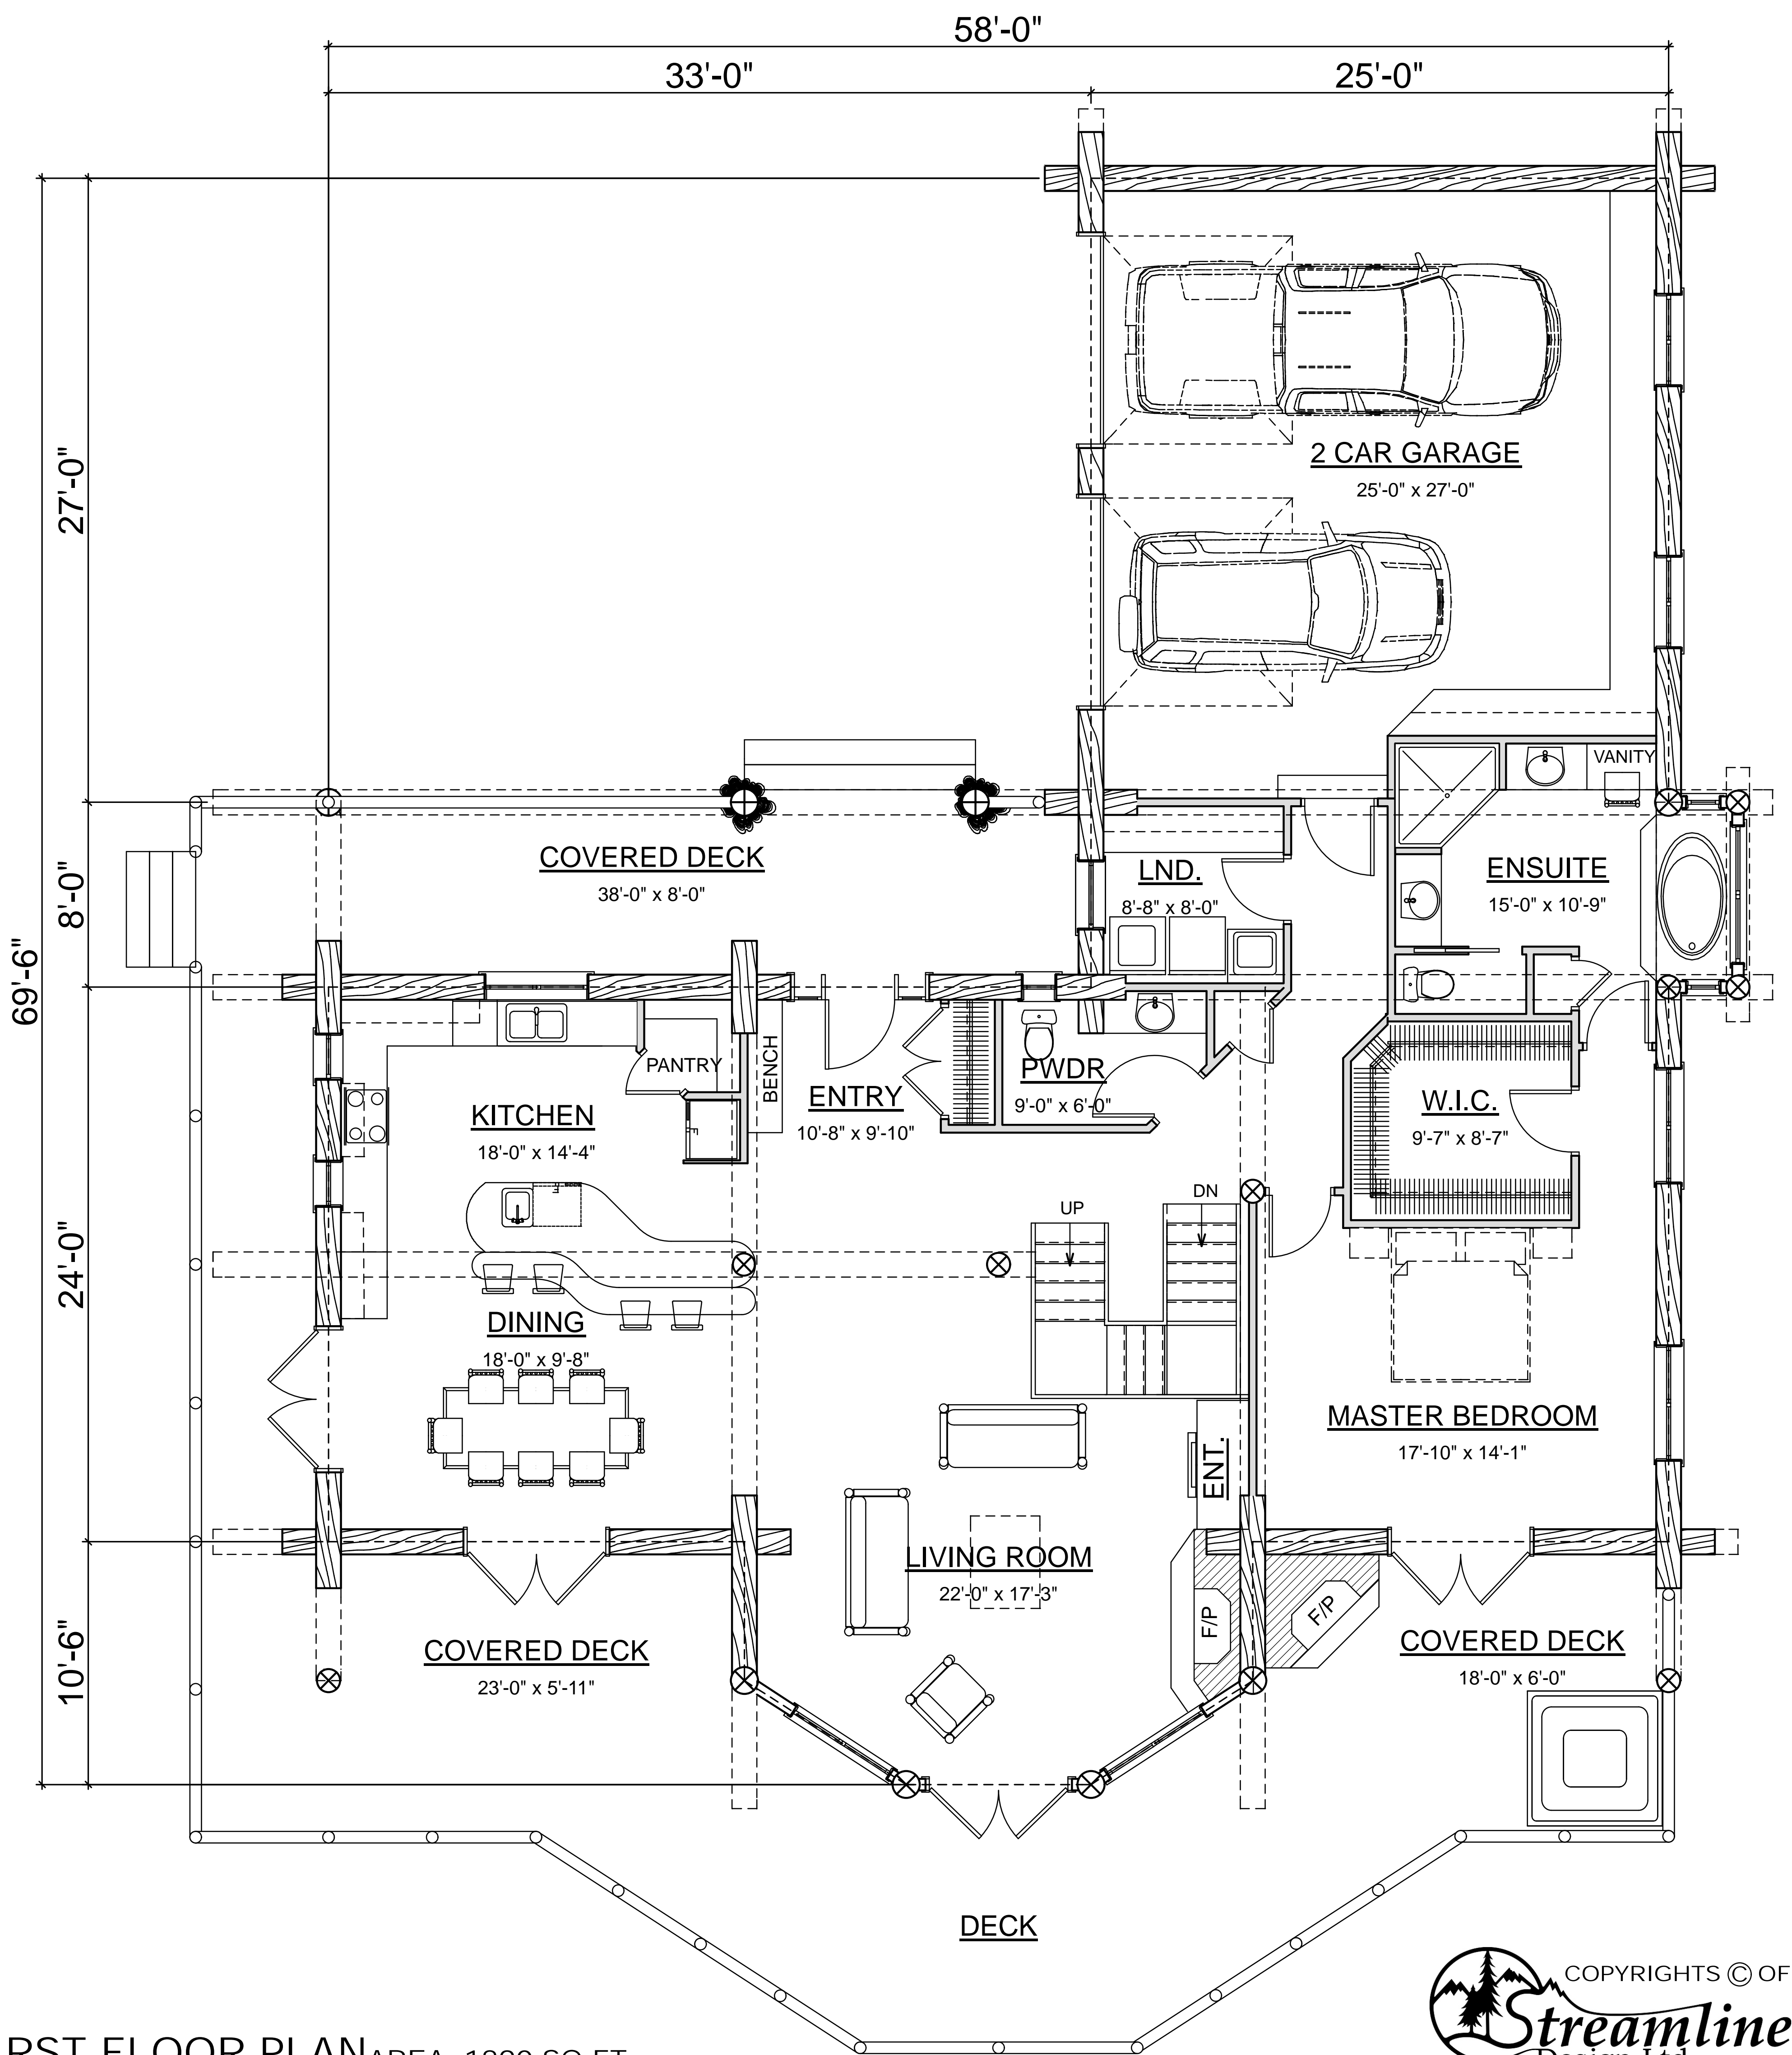 58'-0"
33'-0"
25'-0"
69'-6"
27'-0"
8'-0"
24'-0"
10'-6"
2 CAR GARAGE
25'-0" x 27'-0"
VANITY
COVERED DECK
38'-0" x 8'-0"
LND.
8'-8" x 8'-0"
ENSUITE
15'-0" x 10'-9"
PANTRY
BENCH
KITCHEN
18'-0" x 14'-4"
ENTRY
10'-8" x 9'-10"
PWDR
9'-0" x 6'-0"
W.I.C.
9'-7" x 8'-7"
UP
DN
DINING
18'-0" x 9'-8"
MASTER BEDROOM
17'-10" x 14'-1"
ENT.
LIVING ROOM
22'-0" x 17'-3"
F/P
F/P
COVERED DECK
23'-0" x 5'-11"
COVERED DECK
18'-0" x 6'-0"
DECK
COPYRIGHTS © OF
Streamline
Design Ltd
RST FLOOR PLAN